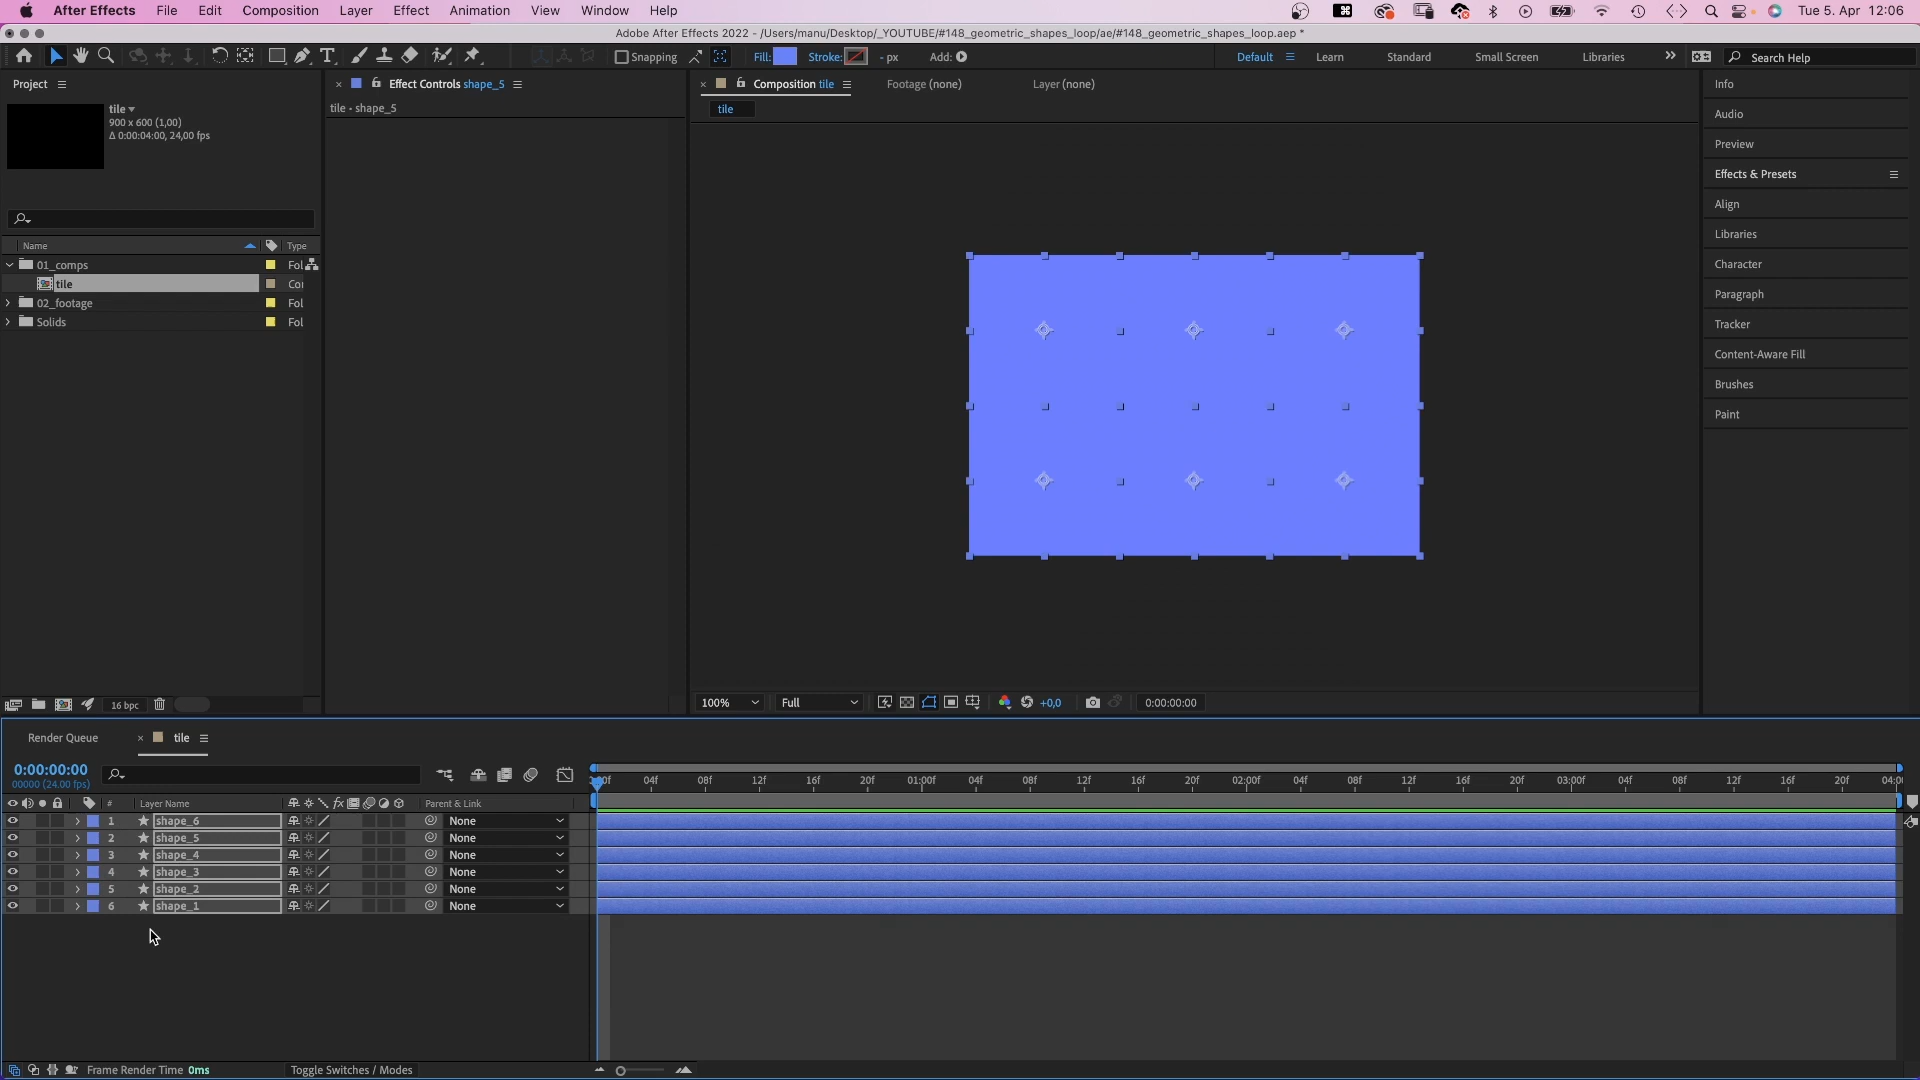 After Effects File Edit Composition Layer Effect Animation View Window Help Tue 5. Apr 12:06
Adobe After Effects 2022 - /Users/manu/Desktop/_YOUTUBE/#148_geometric_shapes_loop/ae/#148_geometric_shapes_loop.aep *
Snapping Fill: Stroke: - px Add: Default Learn Standard Small Screen Libraries Search Help
Project
tile
900 x 600 (1,00)
Δ 0:00:04:00, 24,00 fps
Name Type
01_comps Fol
tile Co
02_footage Fol
Solids Fol
16 bpc
Effect Controls shape_5
tile • shape_5
Composition tile Footage (none) Layer (none)
tile
100% Full +0,0 0:00:00:00
Info
Audio
Preview
Effects & Presets
Align
Libraries
Character
Paragraph
Tracker
Content-Aware Fill
Brushes
Paint
Render Queue tile
0:00:00:00
00000 (24.00 fps)
04f 08f 12f 16f 20f 01:00f 04f 08f 12f 16f 20f 02:00f 04f 08f 12f 16f 20f 03:00f 04f 08f 12f 16f 20f 04:0
# Layer Name fx Parent & Link
1 shape_6 None
2 shape_5 None
3 shape_4 None
4 shape_3 None
5 shape_2 None
6 shape_1 None
Frame Render Time 0ms Toggle Switches / Modes